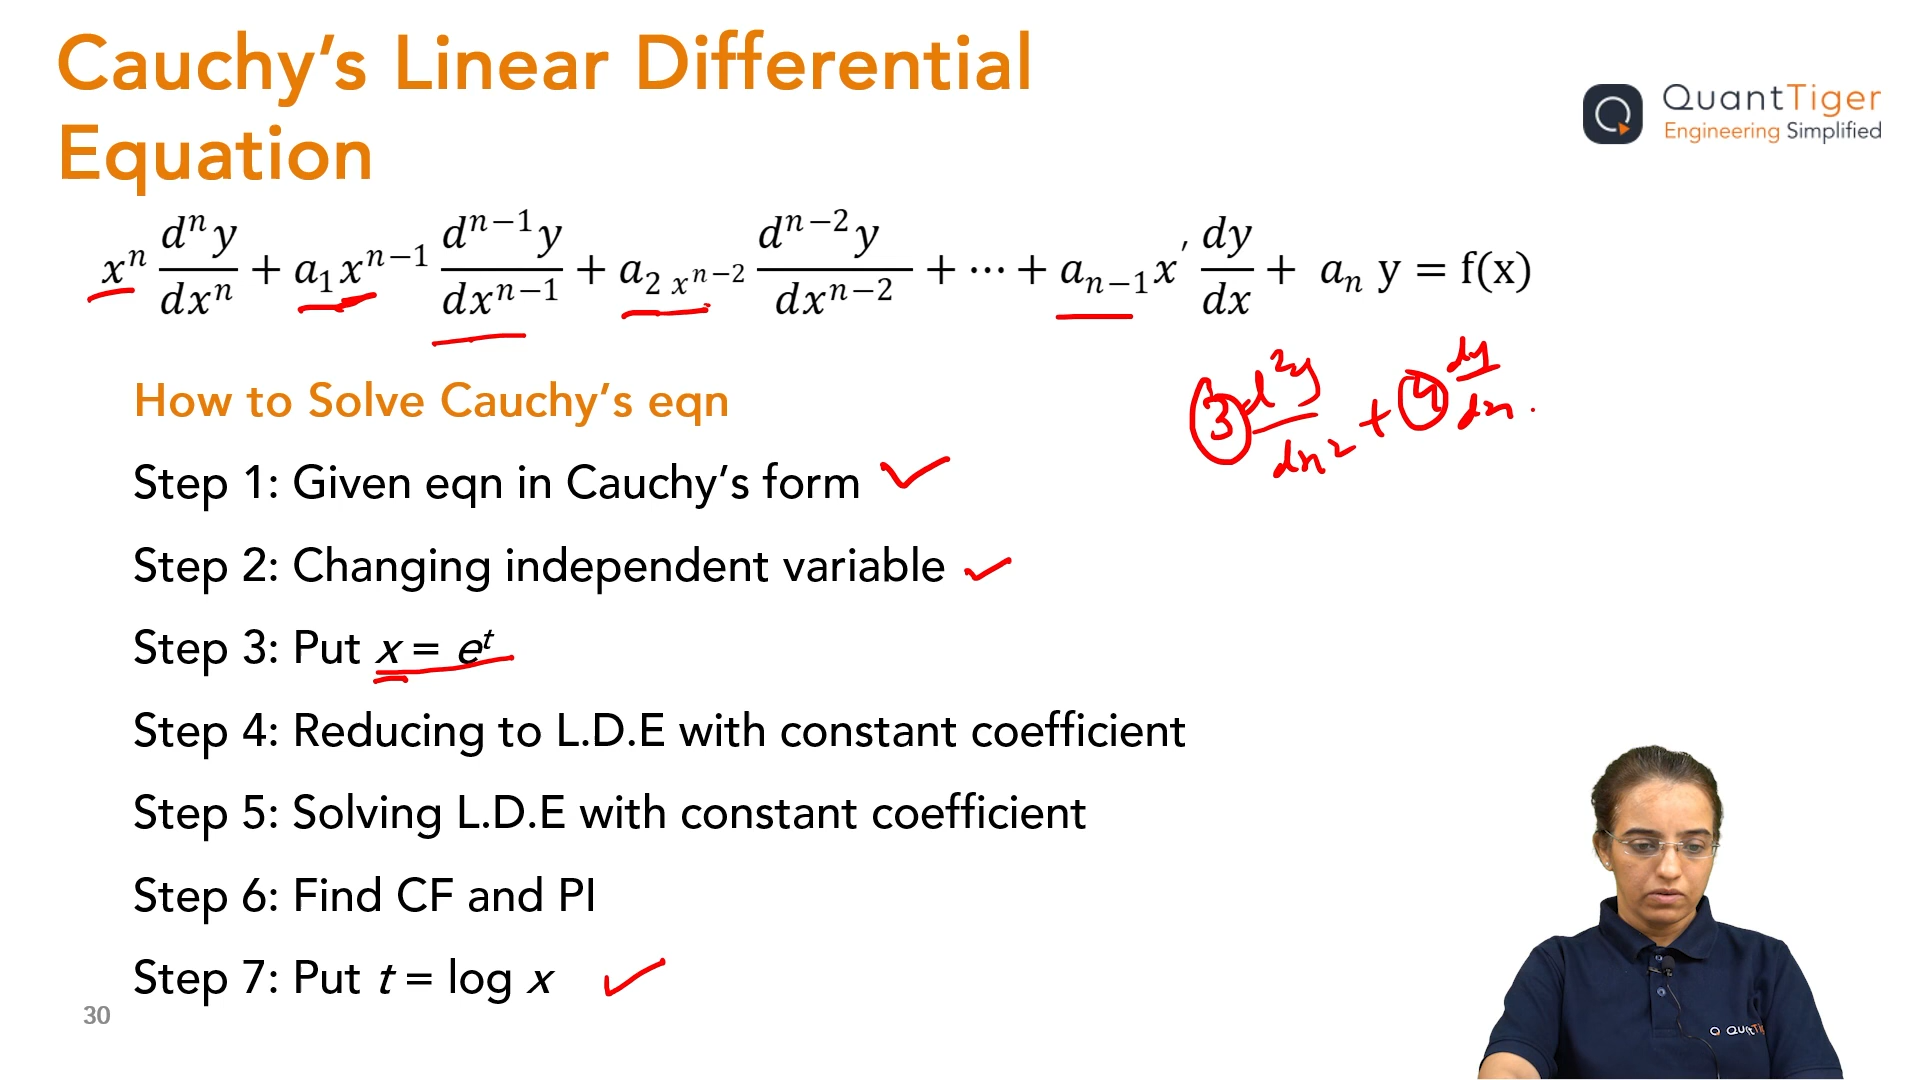 Cauchy's Linear Differential
Equation
QuantTiger
Engineering Simplified
xⁿ dⁿy/dxⁿ + a₁xⁿ⁻¹ dⁿ⁻¹y/dxⁿ⁻¹ + a₂ xⁿ⁻² dⁿ⁻²y/dxⁿ⁻² + ⋯ + aₙ₋₁x′ dy/dx + aₙ y = f(x)
3 d²y/dx² + 4 dy/dx .
How to Solve Cauchy's eqn
Step 1: Given eqn in Cauchy's form
Step 2: Changing independent variable
Step 3: Put x = eᵗ
Step 4: Reducing to L.D.E with constant coefficient
Step 5: Solving L.D.E with constant coefficient
Step 6: Find CF and PI
Step 7: Put t = log x
30